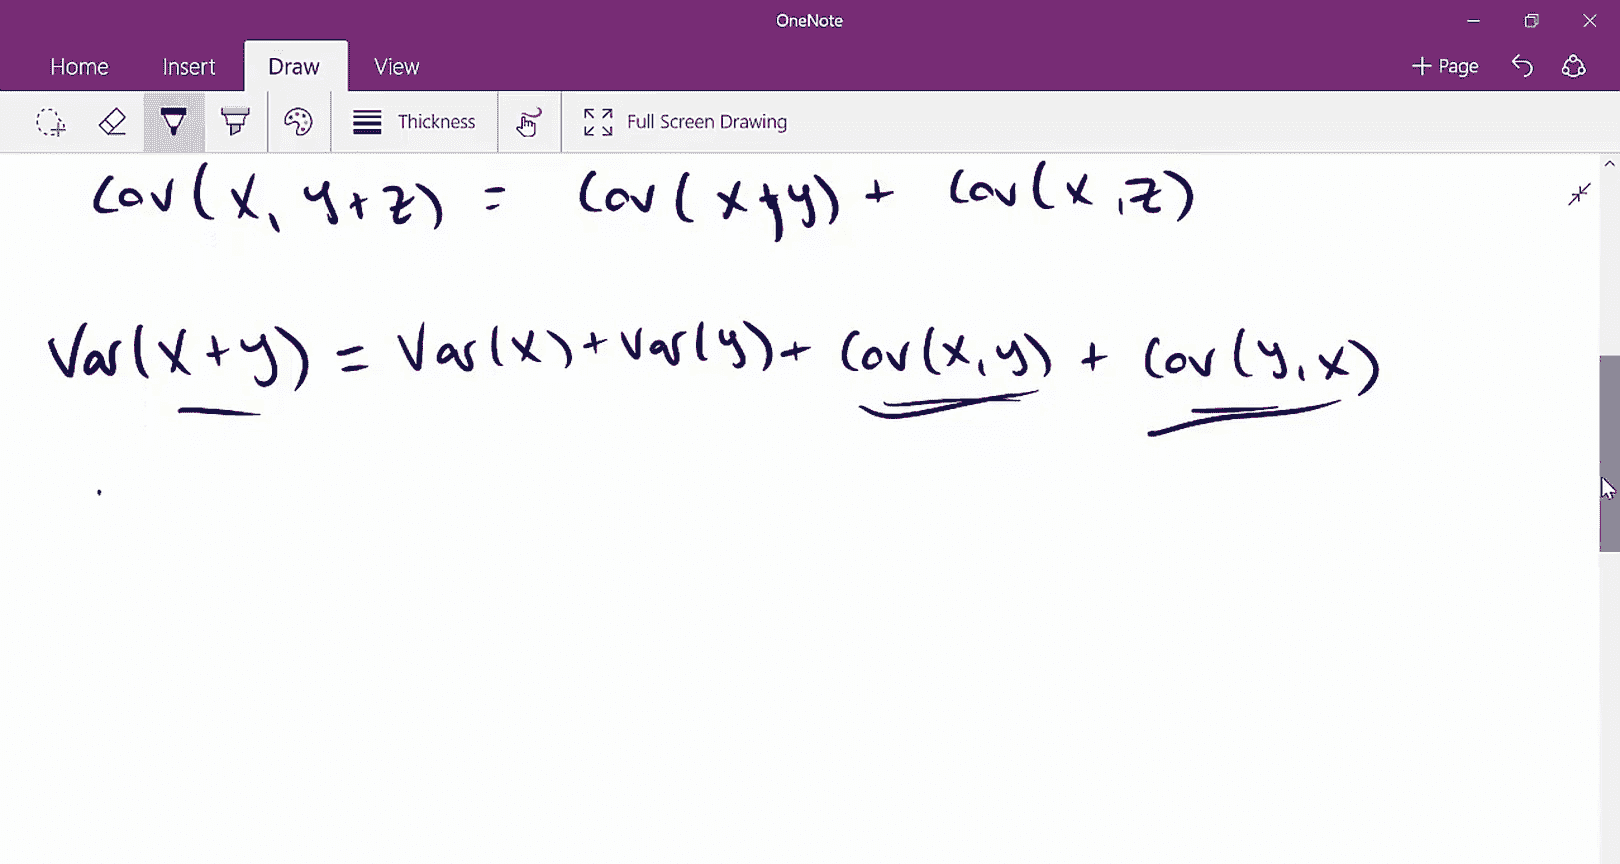 OneNote
Home Insert Draw View + Page
Thickness Full Screen Drawing
Cov(x, y+z) = Cov(x+y) + Cov(x,z)
Var(x+y) = Var(x)+Var(y)+ Cov(x,y) + Cov(y,x)